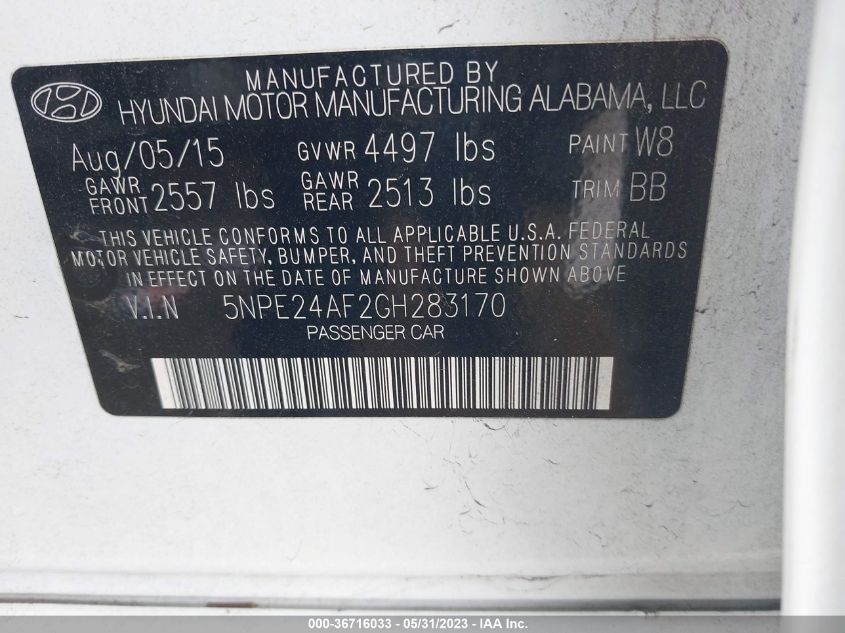 MANUFACTURED BY
HYUNDAI MOTOR MANUFACTURING ALABAMA, LLC
Aug/05/15 GVWR 4497 lbs PAINT W8
GAWR FRONT 2557 lbs GAWR REAR 2513 lbs TRIM BB
THIS VEHICLE CONFORMS TO ALL APPLICABLE U.S.A. FEDERAL
MOTOR VEHICLE SAFETY, BUMPER, AND THEFT PREVENTION STANDARDS
IN EFFECT ON THE DATE OF MANUFACTURE SHOWN ABOVE
V.I.N 5NPE24AF2GH283170
PASSENGER CAR
000-36716033 - 05/31/2023 - IAA Inc.